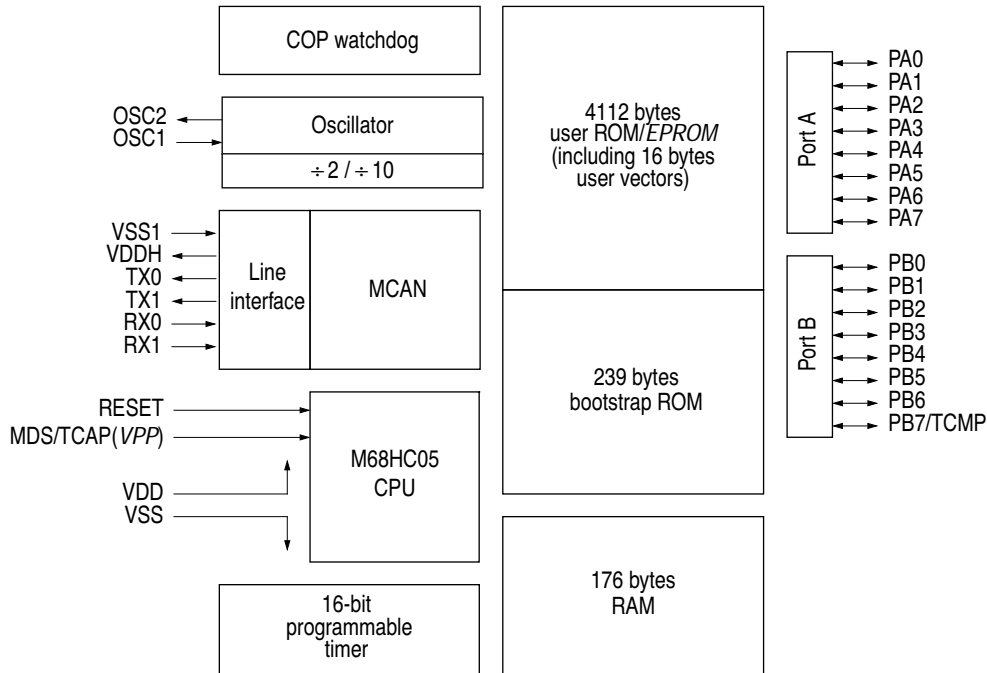 COP watchdog
OSC2
OSC1
Oscillator
÷2 / ÷10
VSS1
VDDH
TX0
TX1
RX0
RX1
Line
interface
MCAN
RESET
MDS/TCAP(VPP)
VDD
VSS
M68HC05
CPU
16-bit
programmable
timer
4112 bytes
user ROM/EPROM
(including 16 bytes
user vectors)
239 bytes
bootstrap ROM
176 bytes
RAM
Port A
PA0
PA1
PA2
PA3
PA4
PA5
PA6
PA7
Port B
PB0
PB1
PB2
PB3
PB4
PB5
PB6
PB7/TCMP